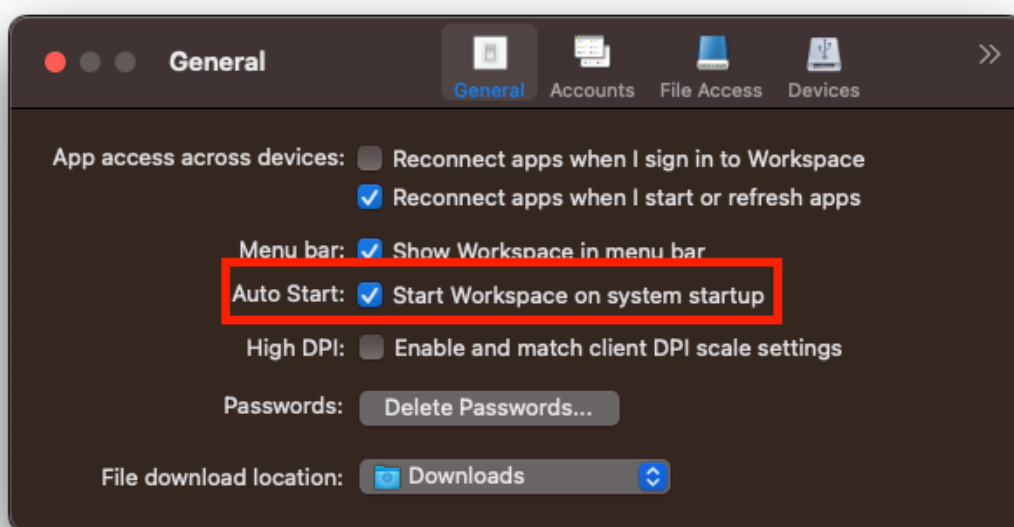 General
General Accounts File Access Devices
App access across devices: Reconnect apps when I sign in to Workspace
Reconnect apps when I start or refresh apps
Menu bar: Show Workspace in menu bar
Auto Start: Start Workspace on system startup
High DPI: Enable and match client DPI scale settings
Passwords: Delete Passwords...
File download location: Downloads